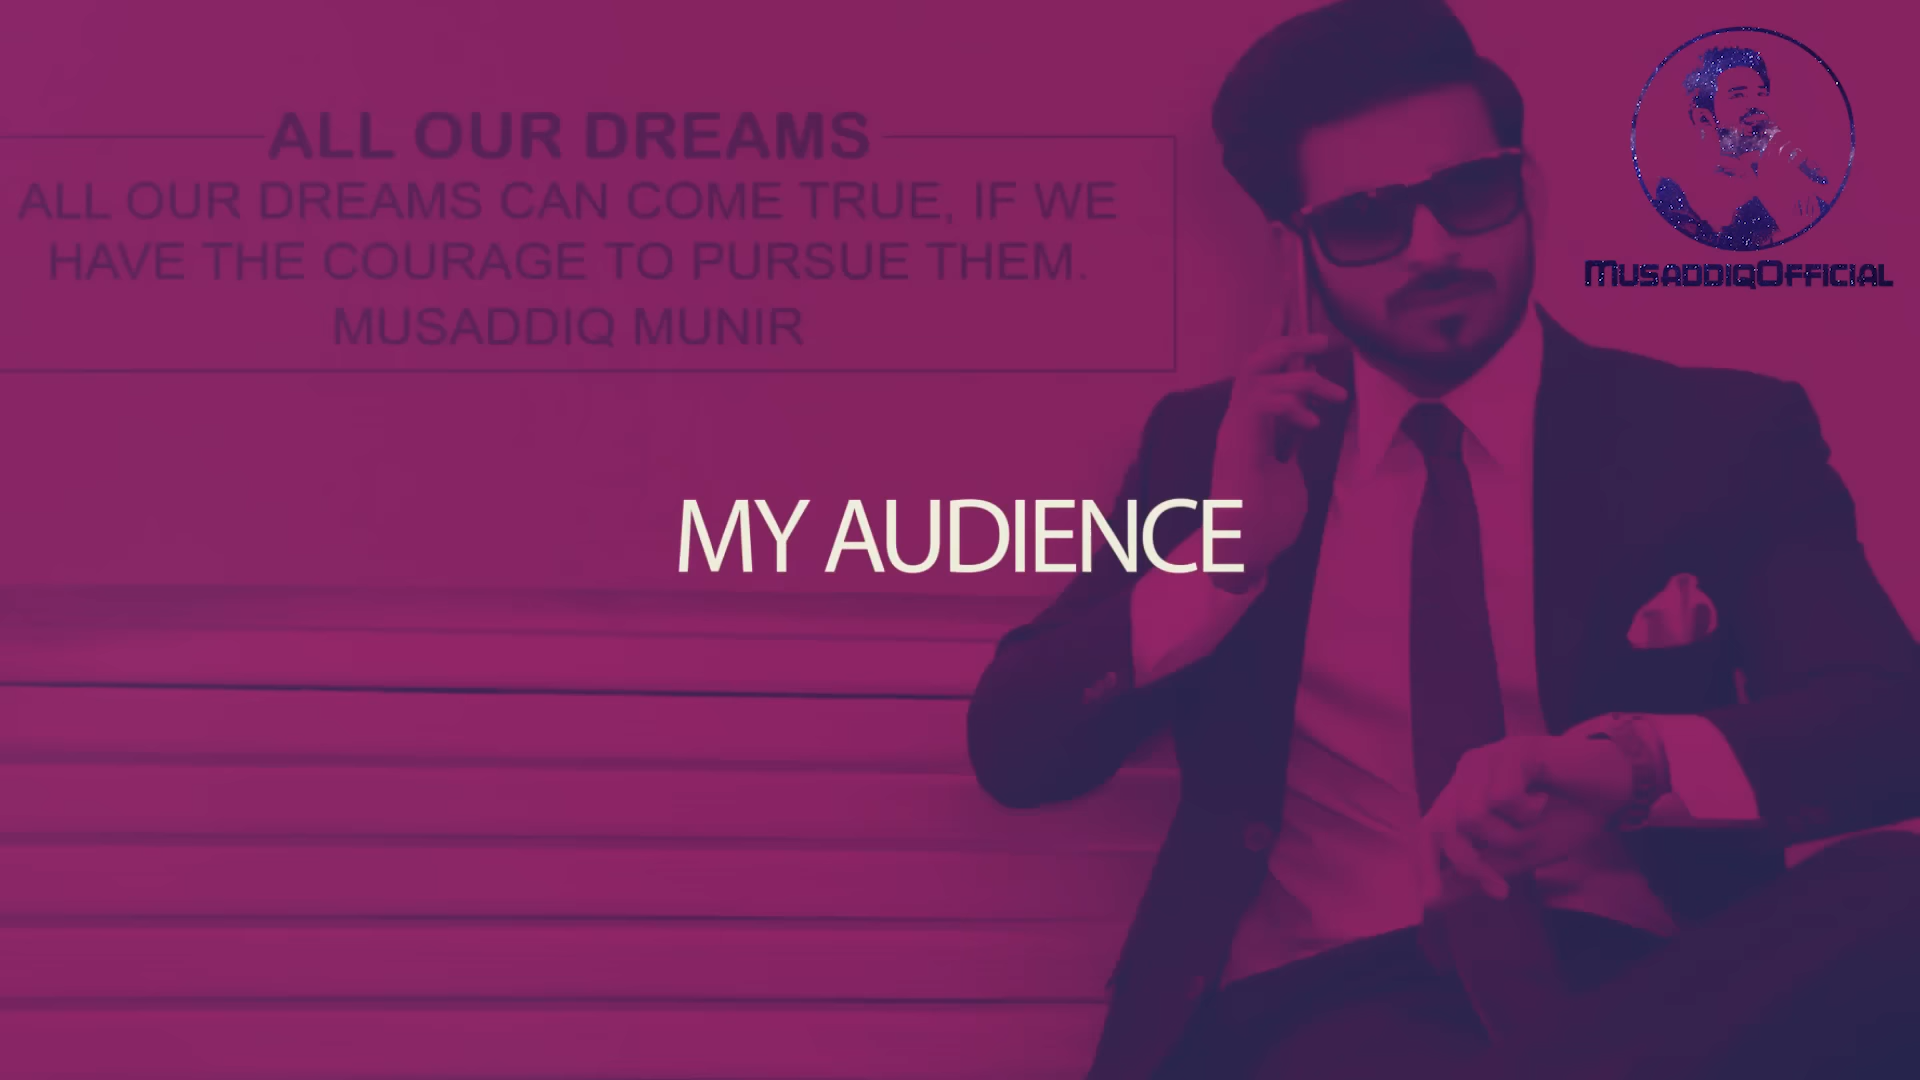 ALL OUR DREAMS
ALL OUR DREAMS CAN COME TRUE, IF WE
HAVE THE COURAGE TO PURSUE THEM.
MUSADDIQ MUNIR
MUSADDIQOFFICIAL
MY AUDIENCE